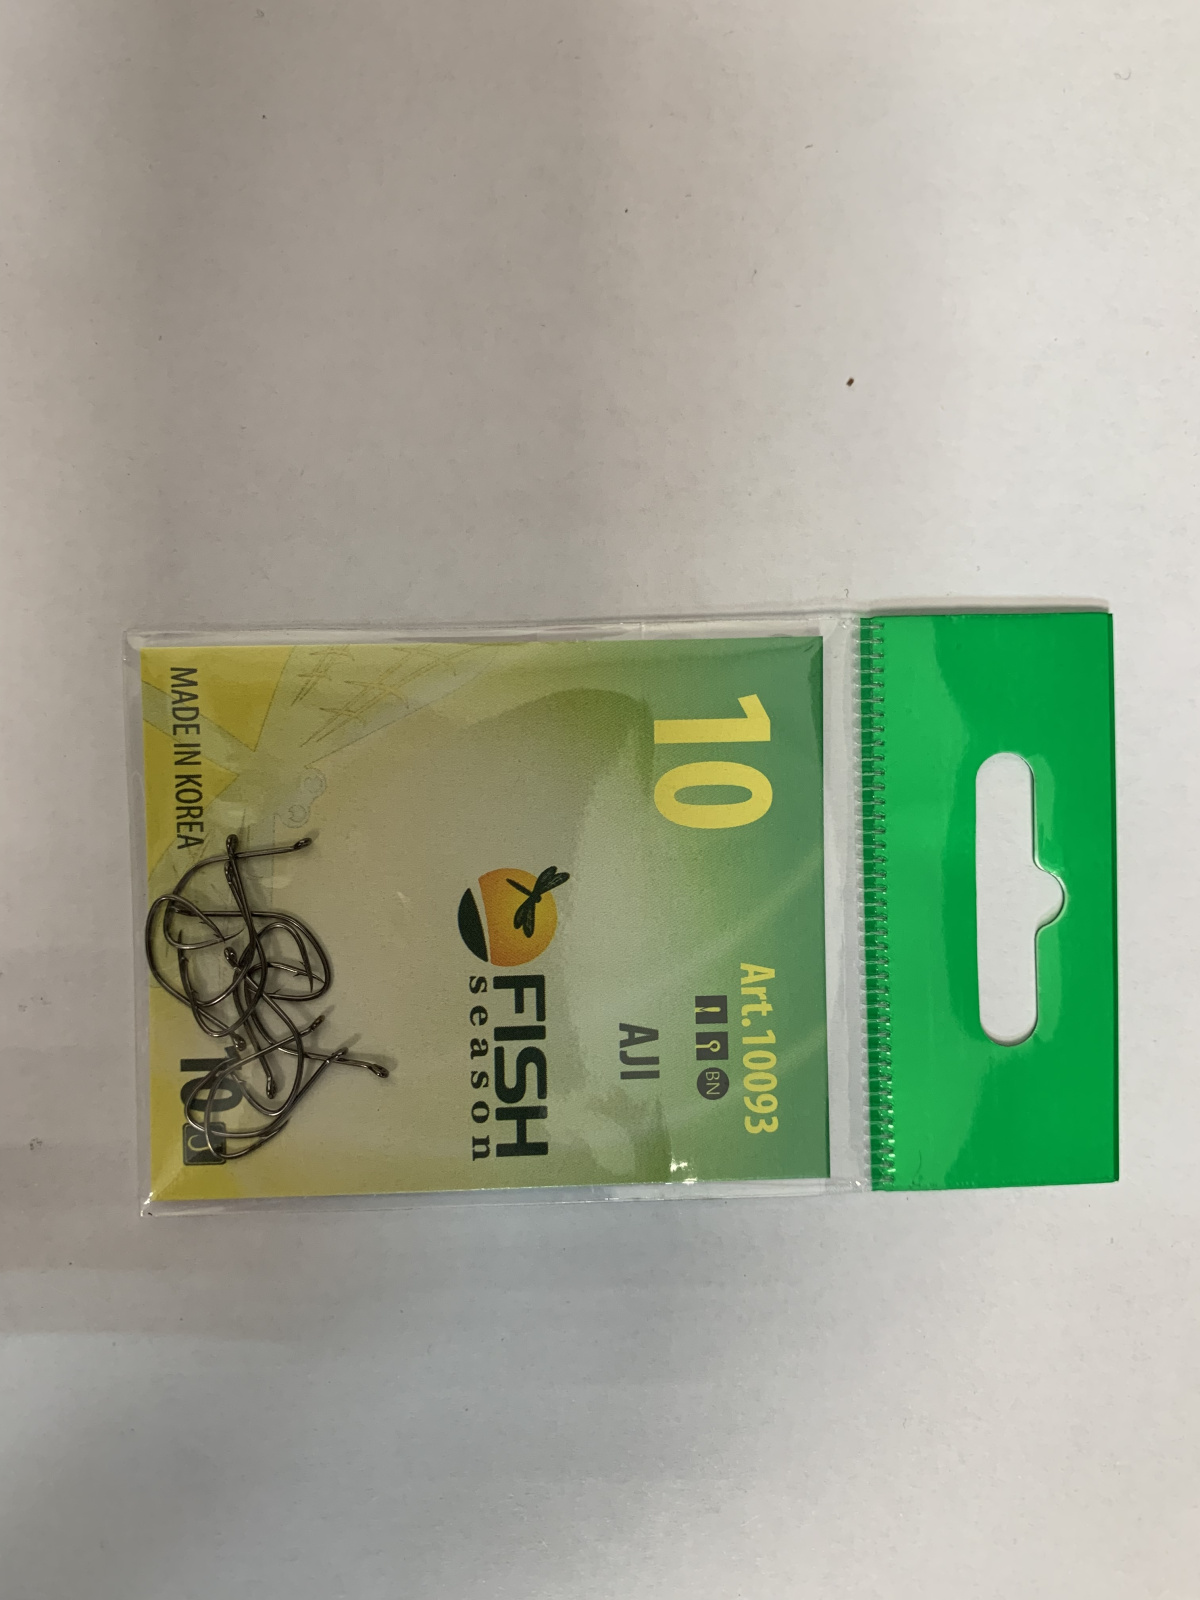 10
Art.10093
BN
AJI
FISH
season
MADE IN KOREA
10